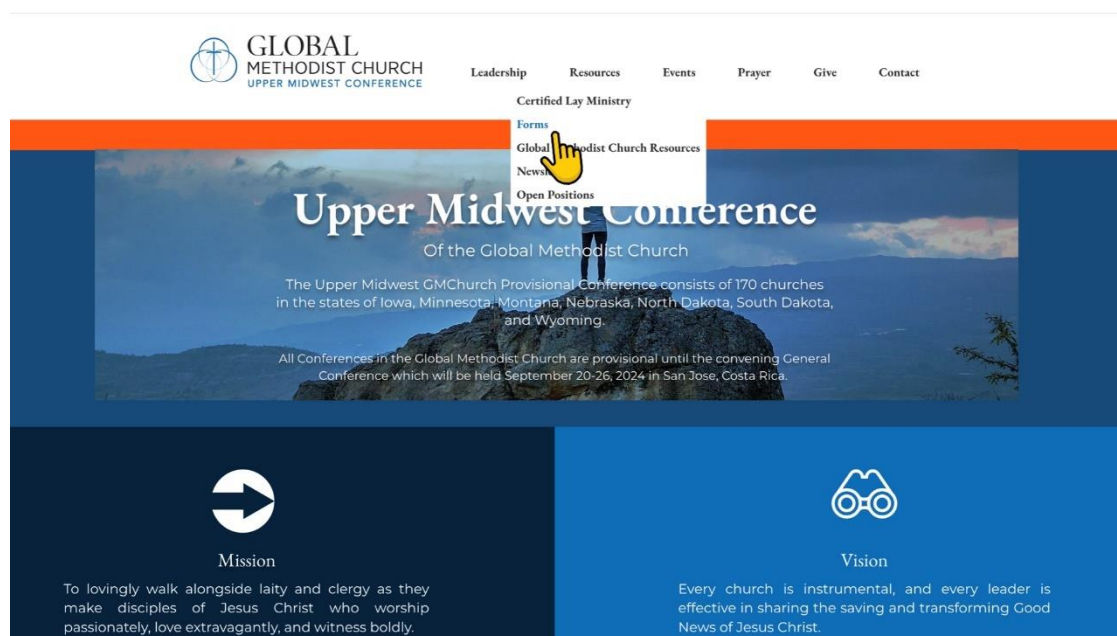 GLOBAL
METHODIST CHURCH
UPPER MIDWEST CONFERENCE
Leadership Resources Events Prayer Give Contact
Certified Lay Ministry
Forms
Global Church Resources
Open Positions
Upper Midwest Conference
Of the Global Methodist Church
The Upper Midwest GMChurch Provisional Conference consists of 170 churches
in the states of Iowa, Minnesota, Montana, Nebraska, North Dakota, South Dakota,
and Wyoming.
All Conferences in the Global Methodist Church are provisional until the convening General
Conference which will be held September 20-26, 2024 in San Jose, Costa Rica.
Mission
To lovingly walk alongside laity and clergy as they
make disciples of Jesus Christ who worship
passionately, love extravagantly, and witness boldly.
Vision
Every church is instrumental, and every leader is
effective in sharing the saving and transforming Good
News of Jesus Christ.